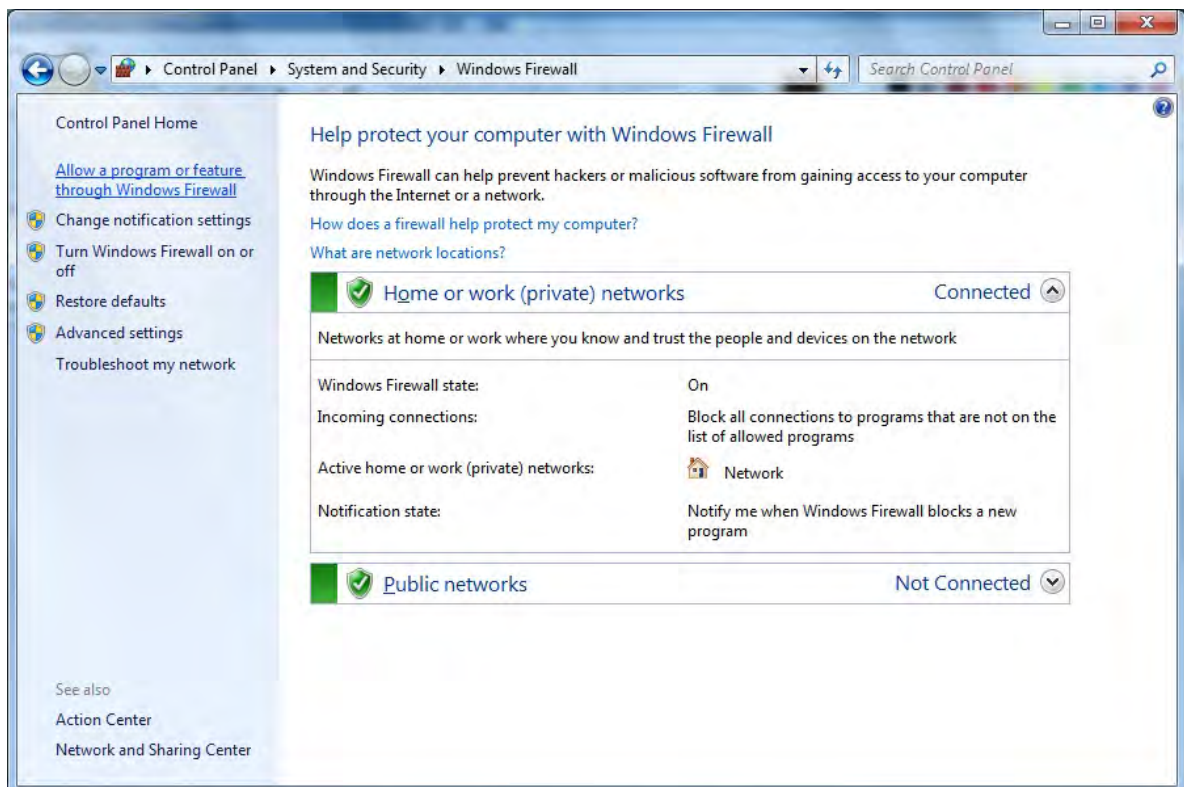 Control Panel ▸ System and Security ▸ Windows Firewall
Search Control Panel
Control Panel Home
Allow a program or feature
through Windows Firewall
Change notification settings
Turn Windows Firewall on or
off
Restore defaults
Advanced settings
Troubleshoot my network
See also
Action Center
Network and Sharing Center
Help protect your computer with Windows Firewall
Windows Firewall can help prevent hackers or malicious software from gaining access to your computer
through the Internet or a network.
How does a firewall help protect my computer?
What are network locations?
Home or work (private) networks Connected
Networks at home or work where you know and trust the people and devices on the network
Windows Firewall state: On
Incoming connections: Block all connections to programs that are not on the
list of allowed programs
Active home or work (private) networks: Network
Notification state: Notify me when Windows Firewall blocks a new
program
Public networks Not Connected